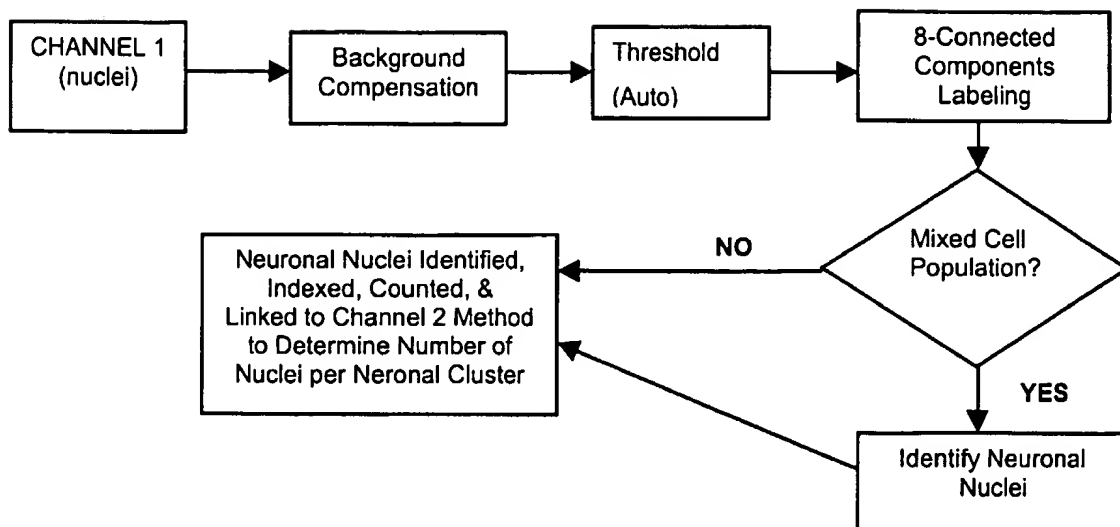 CHANNEL 1
(nuclei)
Background
Compensation
Threshold
(Auto)
8-Connected
Components
Labeling
Mixed Cell
Population?
NO
YES
Neuronal Nuclei Identified,
Indexed, Counted, &
Linked to Channel 2 Method
to Determine Number of
Nuclei per Neronal Cluster
Identify Neuronal
Nuclei